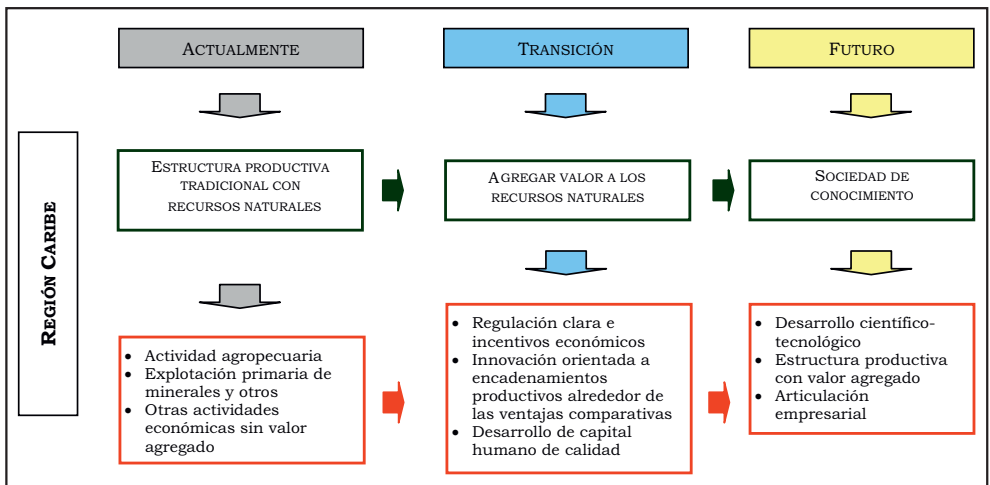 ACTUALMENTE
TRANSICIÓN
FUTURO
REGIÓN CARIBE
ESTRUCTURA PRODUCTIVA
TRADICIONAL CON
RECURSOS NATURALES
AGREGAR VALOR A LOS
RECURSOS NATURALES
SOCIEDAD DE
CONOCIMIENTO
• Actividad agropecuaria
• Explotación primaria de
minerales y otros
• Otras actividades
económicas sin valor
agregado
• Regulación clara e
incentivos económicos
• Innovación orientada a
encadenamientos
productivos alrededor de
las ventajas comparativas
• Desarrollo de capital
humano de calidad
• Desarrollo científico-
tecnológico
• Estructura productiva
con valor agregado
• Articulación
empresarial